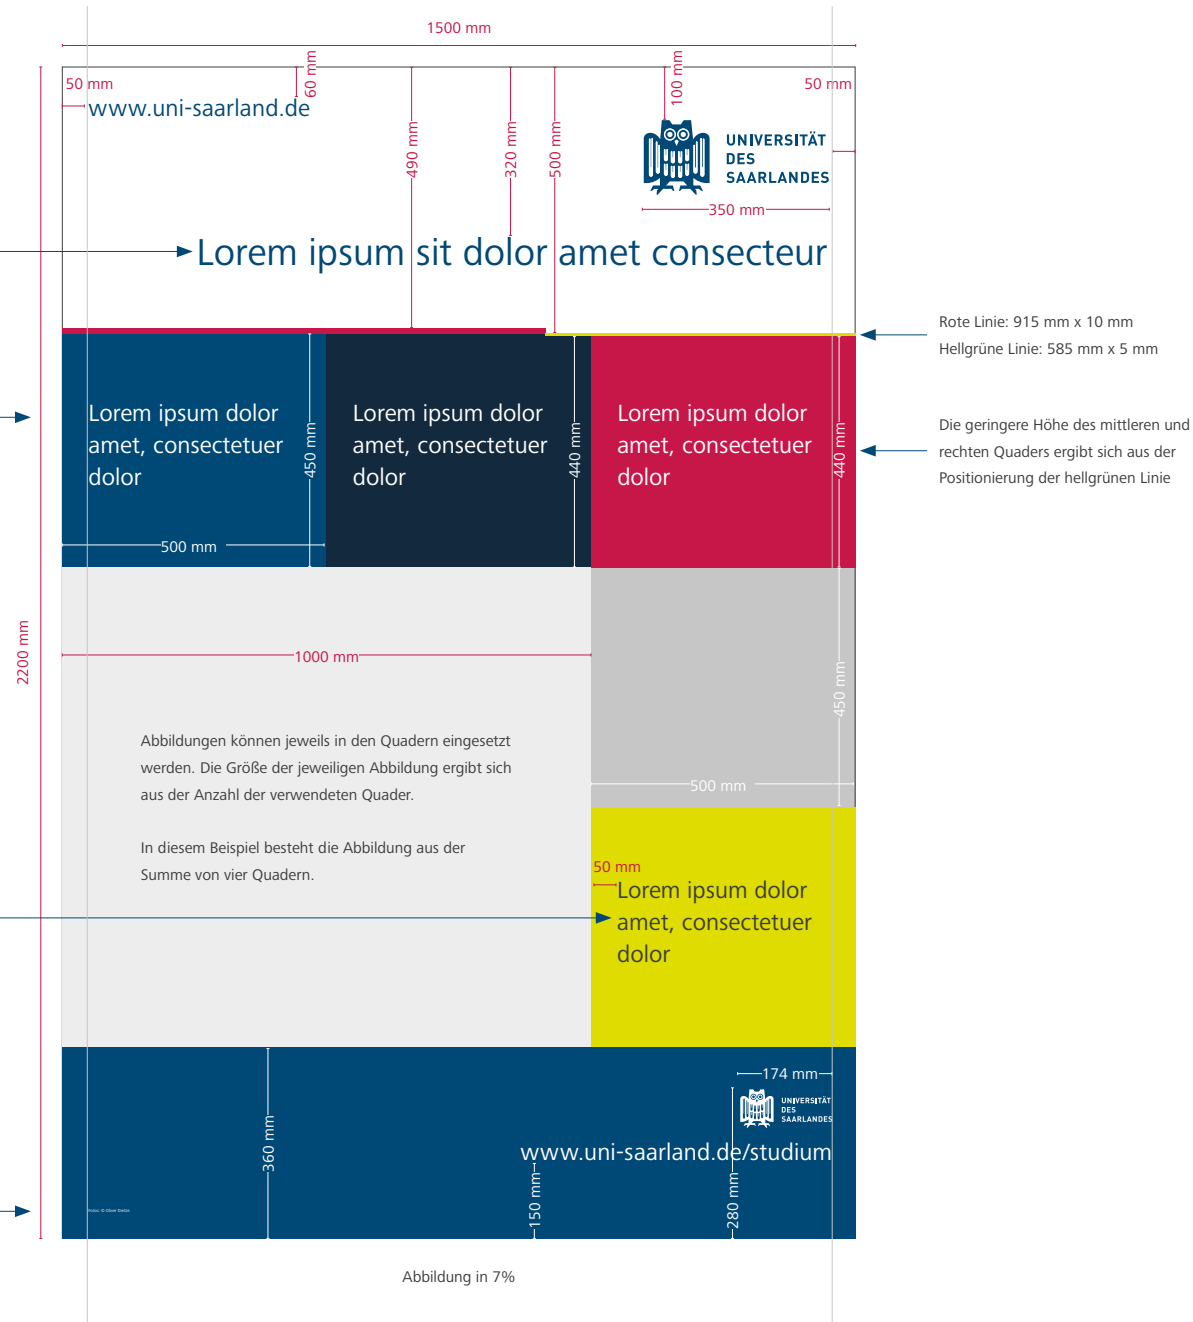 1500 mm
50 mm
60 mm
100 mm
50 mm
www.uni-saarland.de
490 mm
320 mm
500 mm
UNIVERSITÄT
DES
SAARLANDES
350 mm
Lorem ipsum sit dolor amet consecteur
Rote Linie: 915 mm x 10 mm
Hellgrüne Linie: 585 mm x 5 mm
Lorem ipsum dolor
amet, consectetuer
dolor
450 mm
Lorem ipsum dolor
amet, consectetuer
dolor
440 mm
Lorem ipsum dolor
amet, consectetuer
dolor
440 mm
Die geringere Höhe des mittleren und
rechten Quaders ergibt sich aus der
Positionierung der hellgrünen Linie
500 mm
2200 mm
1000 mm
450 mm
Abbildungen können jeweils in den Quadern eingesetzt
werden. Die Größe der jeweiligen Abbildung ergibt sich
aus der Anzahl der verwendeten Quader.
500 mm
In diesem Beispiel besteht die Abbildung aus der
Summe von vier Quadern.
50 mm
Lorem ipsum dolor
amet, consectetuer
dolor
174 mm
UNIVERSITÄT
DES
SAARLANDES
360 mm
www.uni-saarland.de/studium
150 mm
280 mm
Fotos: © Oliver Dietze
Abbildung in 7%